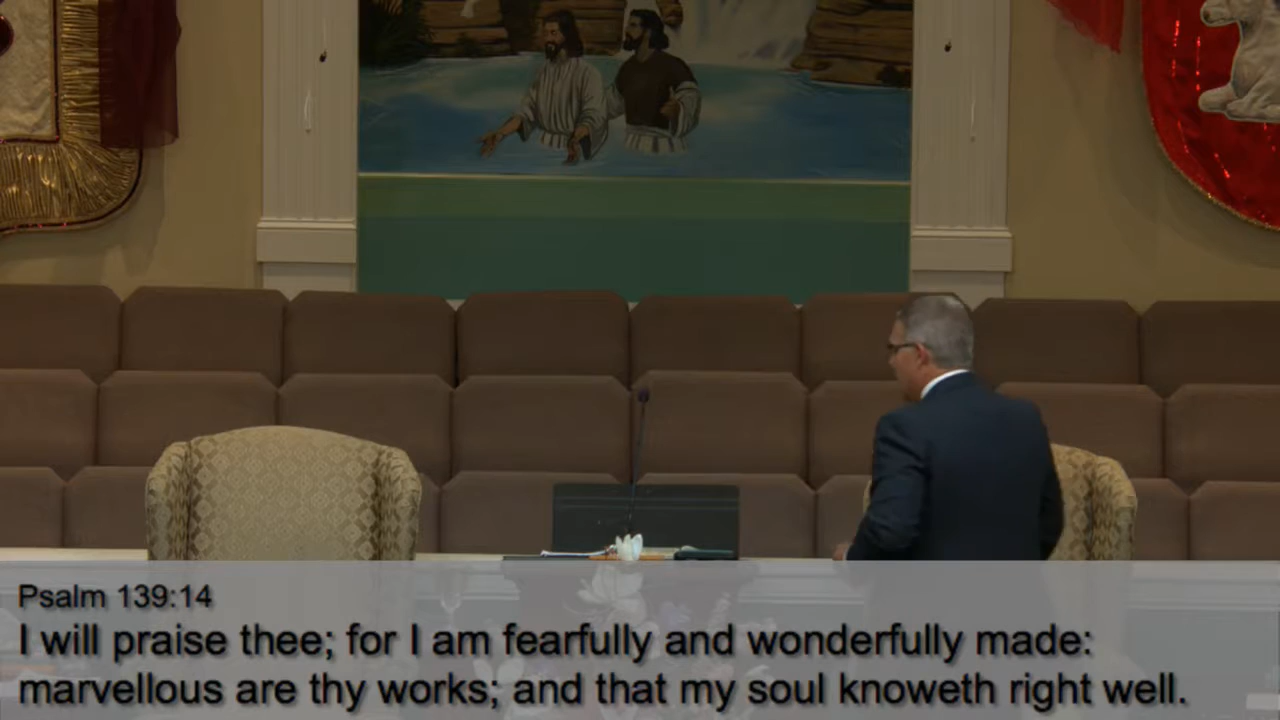 Psalm 139:14
I will praise thee; for I am fearfully and wonderfully made:
marvellous are thy works; and that my soul knoweth right well.